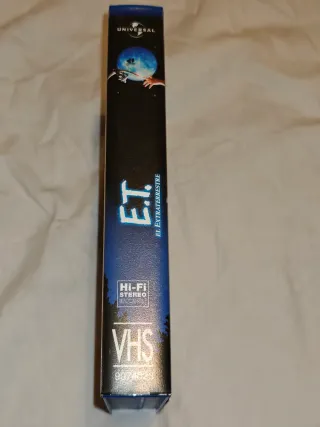 UNIVERSAL
E.T.
EL EXTRATERRESTRE
Hi-Fi
STEREO
VHS